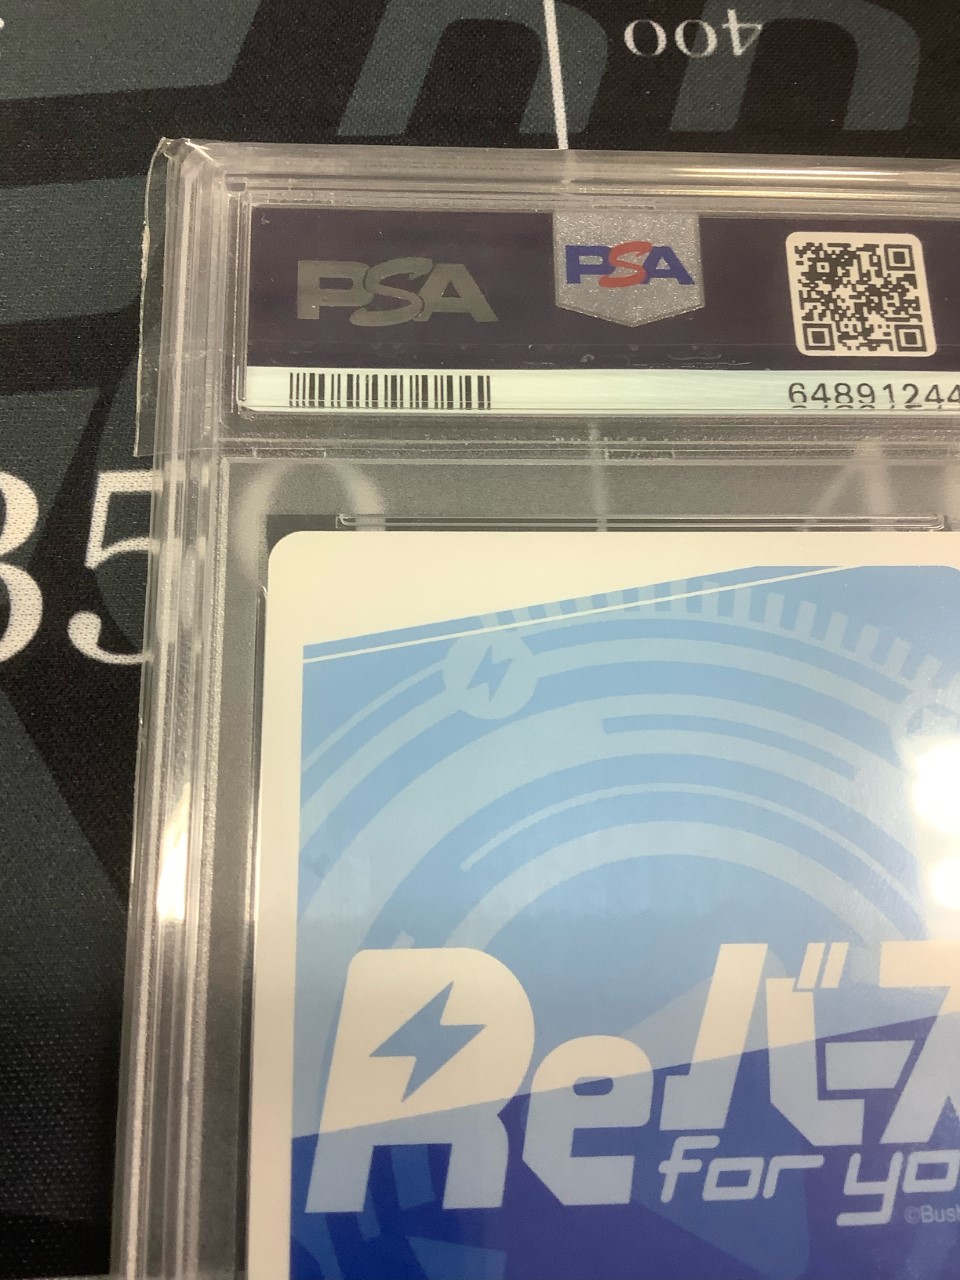 400
PSA
PSA
64891244
35
Reバース
for yo
©Bush